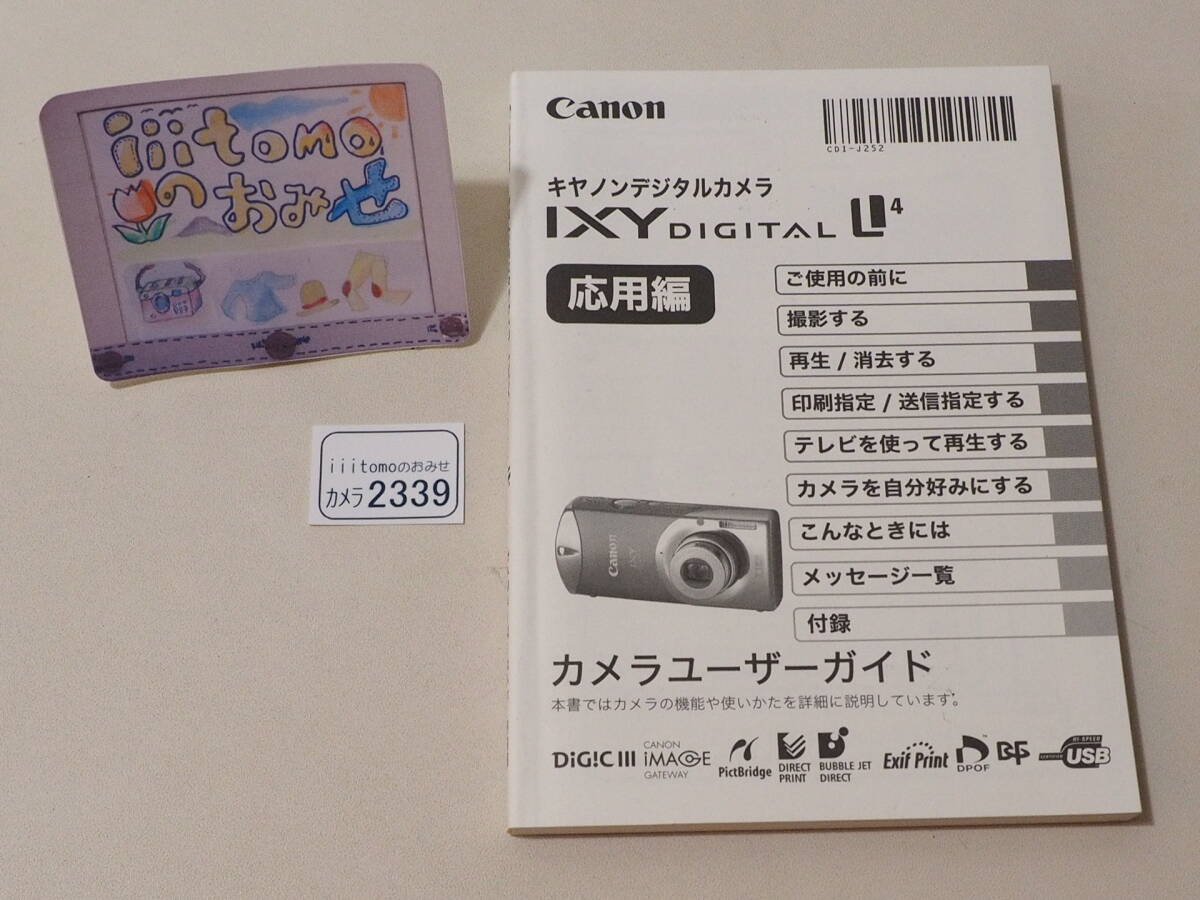 iiitomo
のおみせ
iiitomoのおみせ
カメラ2339
Canon
CDI-J252
キヤノンデジタルカメラ
IXY DIGITAL L4
応用編
ご使用の前に
撮影する
再生 / 消去する
印刷指定 / 送信指定する
テレビを使って再生する
カメラを自分好みにする
こんなときには
メッセージ一覧
付録
Canon
IXY
カメラユーザーガイド
本書ではカメラの機能や使いかたを詳細に説明しています。
DiG!C III
CANON
iMAGE
GATEWAY
PictBridge
DIRECT
PRINT
BUBBLE JET
DIRECT
Exif Print
DPOF
HI-SPEED
CERTIFIED
USB